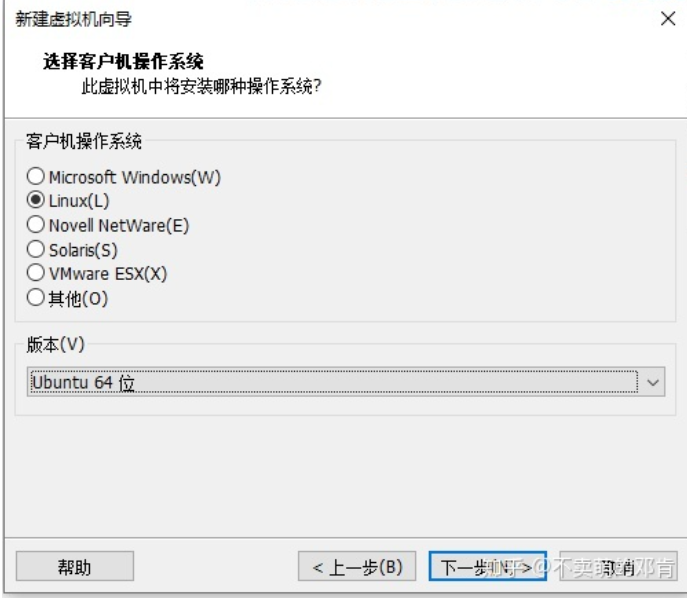 新建虚拟机向导
选择客户机操作系统
此虚拟机中将安装哪种操作系统?
客户机操作系统
Microsoft Windows(W)
Linux(L)
Novell NetWare(E)
Solaris(S)
VMware ESX(X)
其他(O)
版本(V)
Ubuntu 64 位
帮助
< 上一步(B)
下一步(N) >
取消
知乎 @不卖萌的邓肯